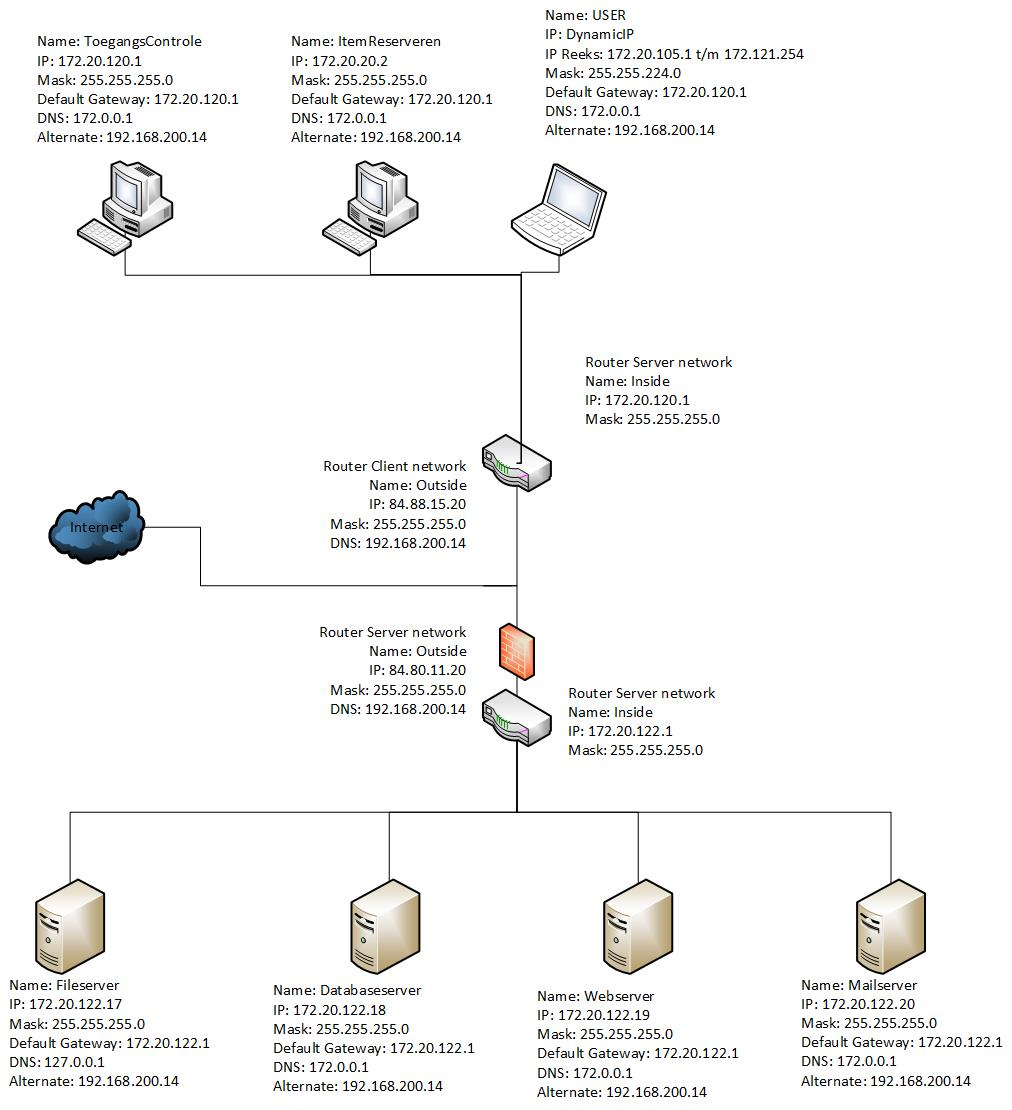 Name: ToegangsControle
IP: 172.20.120.1
Mask: 255.255.255.0
Default Gateway: 172.20.120.1
DNS: 172.0.0.1
Alternate: 192.168.200.14
Name: ItemReserveren
IP: 172.20.20.2
Mask: 255.255.255.0
Default Gateway: 172.20.120.1
DNS: 172.0.0.1
Alternate: 192.168.200.14
Name: USER
IP: DynamicIP
IP Reeks: 172.20.105.1 t/m 172.121.254
Mask: 255.255.224.0
Default Gateway: 172.20.120.1
DNS: 172.0.0.1
Alternate: 192.168.200.14
Router Server network
Name: Inside
IP: 172.20.120.1
Mask: 255.255.255.0
Router Client network
Name: Outside
IP: 84.88.15.20
Mask: 255.255.255.0
DNS: 192.168.200.14
Internet
Router Server network
Name: Outside
IP: 84.80.11.20
Mask: 255.255.255.0
DNS: 192.168.200.14
Router Server network
Name: Inside
IP: 172.20.122.1
Mask: 255.255.255.0
Name: Fileserver
IP: 172.20.122.17
Mask: 255.255.255.0
Default Gateway: 172.20.122.1
DNS: 127.0.0.1
Alternate: 192.168.200.14
Name: Databaseserver
IP: 172.20.122.18
Mask: 255.255.255.0
Default Gateway: 172.20.122.1
DNS: 172.0.0.1
Alternate: 192.168.200.14
Name: Webserver
IP: 172.20.122.19
Mask: 255.255.255.0
Default Gateway: 172.20.122.1
DNS: 172.0.0.1
Alternate: 192.168.200.14
Name: Mailserver
IP: 172.20.122.20
Mask: 255.255.255.0
Default Gateway: 172.20.122.1
DNS: 172.0.0.1
Alternate: 192.168.200.14